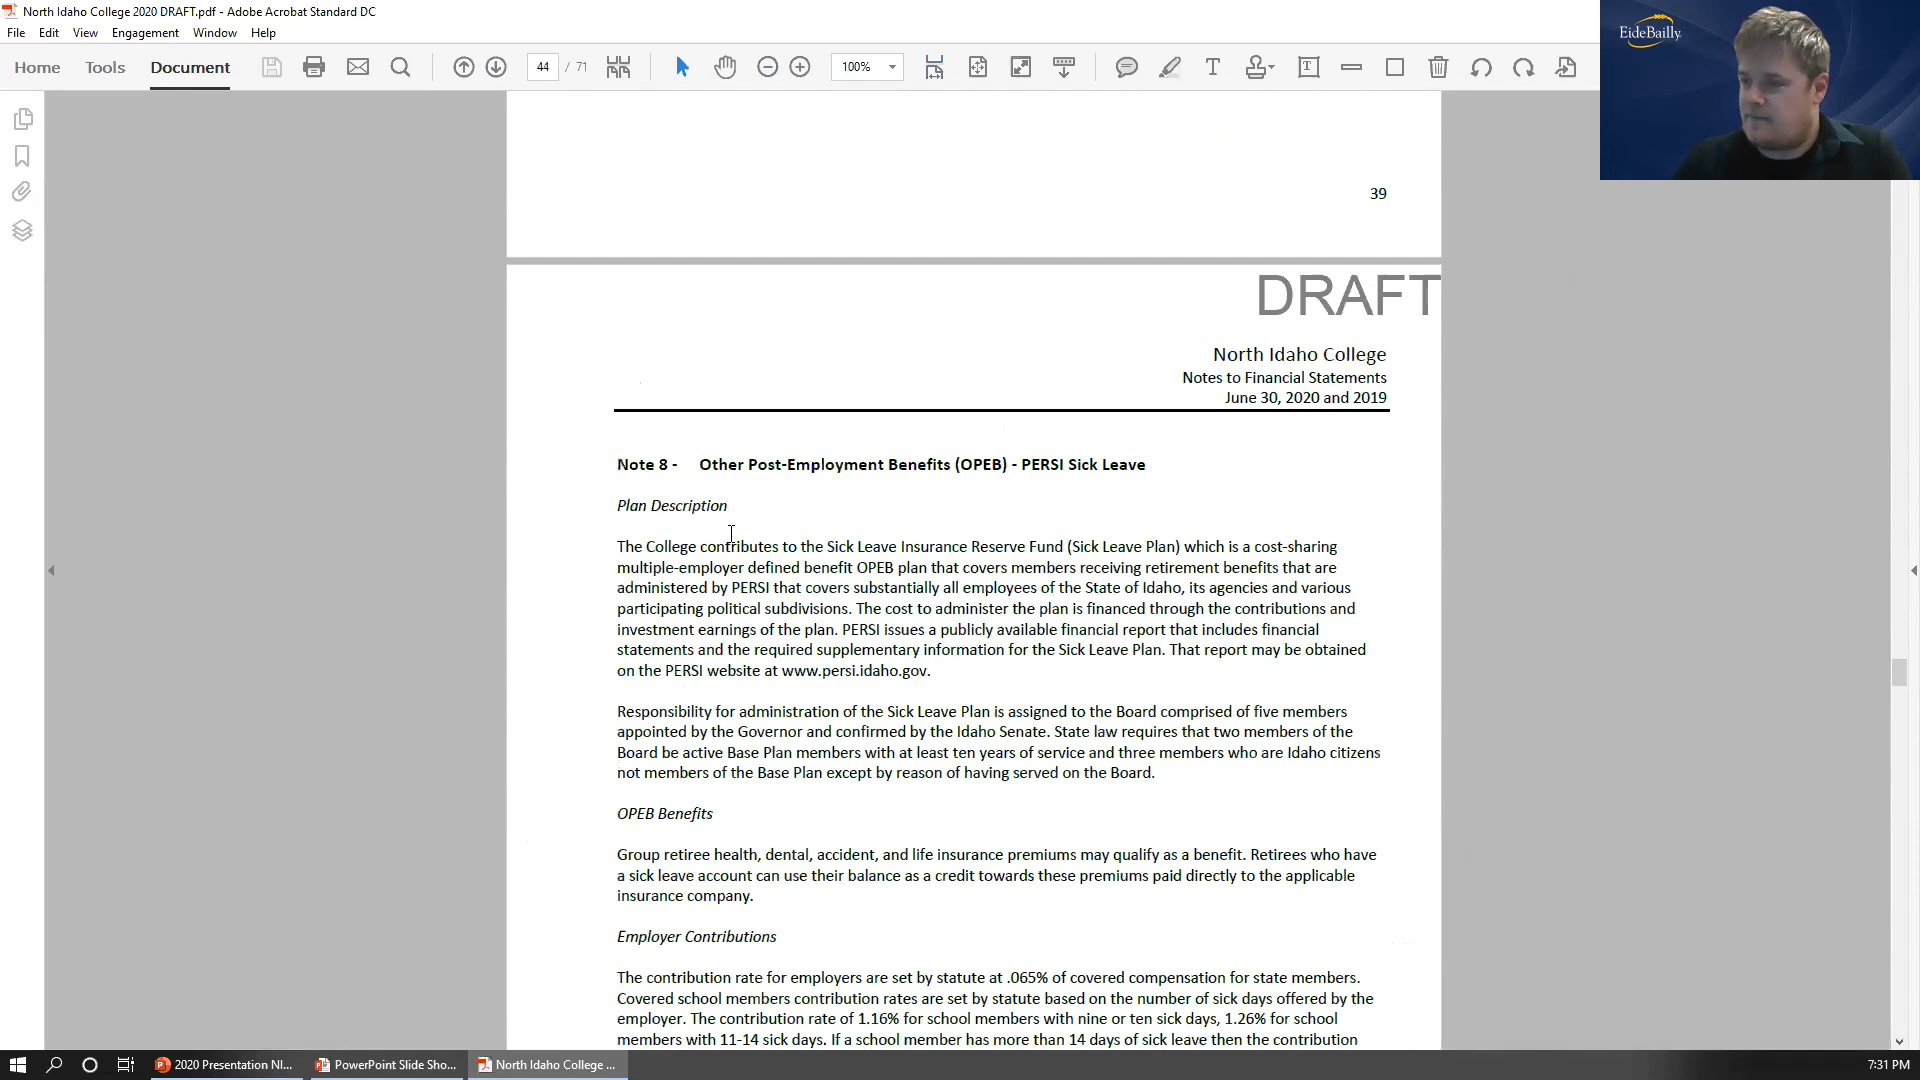 North Idaho College 2020 DRAFT.pdf - Adobe Acrobat Standard DC
File Edit View Engagement Window Help
EideBailly
Home Tools Document 44 / 71 100%
39
DRAFT
North Idaho College
Notes to Financial Statements
June 30, 2020 and 2019
Note 8 - Other Post-Employment Benefits (OPEB) - PERSI Sick Leave
Plan Description
The College contributes to the Sick Leave Insurance Reserve Fund (Sick Leave Plan) which is a cost-sharing
multiple-employer defined benefit OPEB plan that covers members receiving retirement benefits that are
administered by PERSI that covers substantially all employees of the State of Idaho, its agencies and various
participating political subdivisions. The cost to administer the plan is financed through the contributions and
investment earnings of the plan. PERSI issues a publicly available financial report that includes financial
statements and the required supplementary information for the Sick Leave Plan. That report may be obtained
on the PERSI website at www.persi.idaho.gov.
Responsibility for administration of the Sick Leave Plan is assigned to the Board comprised of five members
appointed by the Governor and confirmed by the Idaho Senate. State law requires that two members of the
Board be active Base Plan members with at least ten years of service and three members who are Idaho citizens
not members of the Base Plan except by reason of having served on the Board.
OPEB Benefits
Group retiree health, dental, accident, and life insurance premiums may qualify as a benefit. Retirees who have
a sick leave account can use their balance as a credit towards these premiums paid directly to the applicable
insurance company.
Employer Contributions
The contribution rate for employers are set by statute at .065% of covered compensation for state members.
Covered school members contribution rates are set by statute based on the number of sick days offered by the
employer. The contribution rate of 1.16% for school members with nine or ten sick days, 1.26% for school
members with 11-14 sick days. If a school member has more than 14 days of sick leave then the contribution
2020 Presentation NI... PowerPoint Slide Sho... North Idaho College ... 7:31 PM